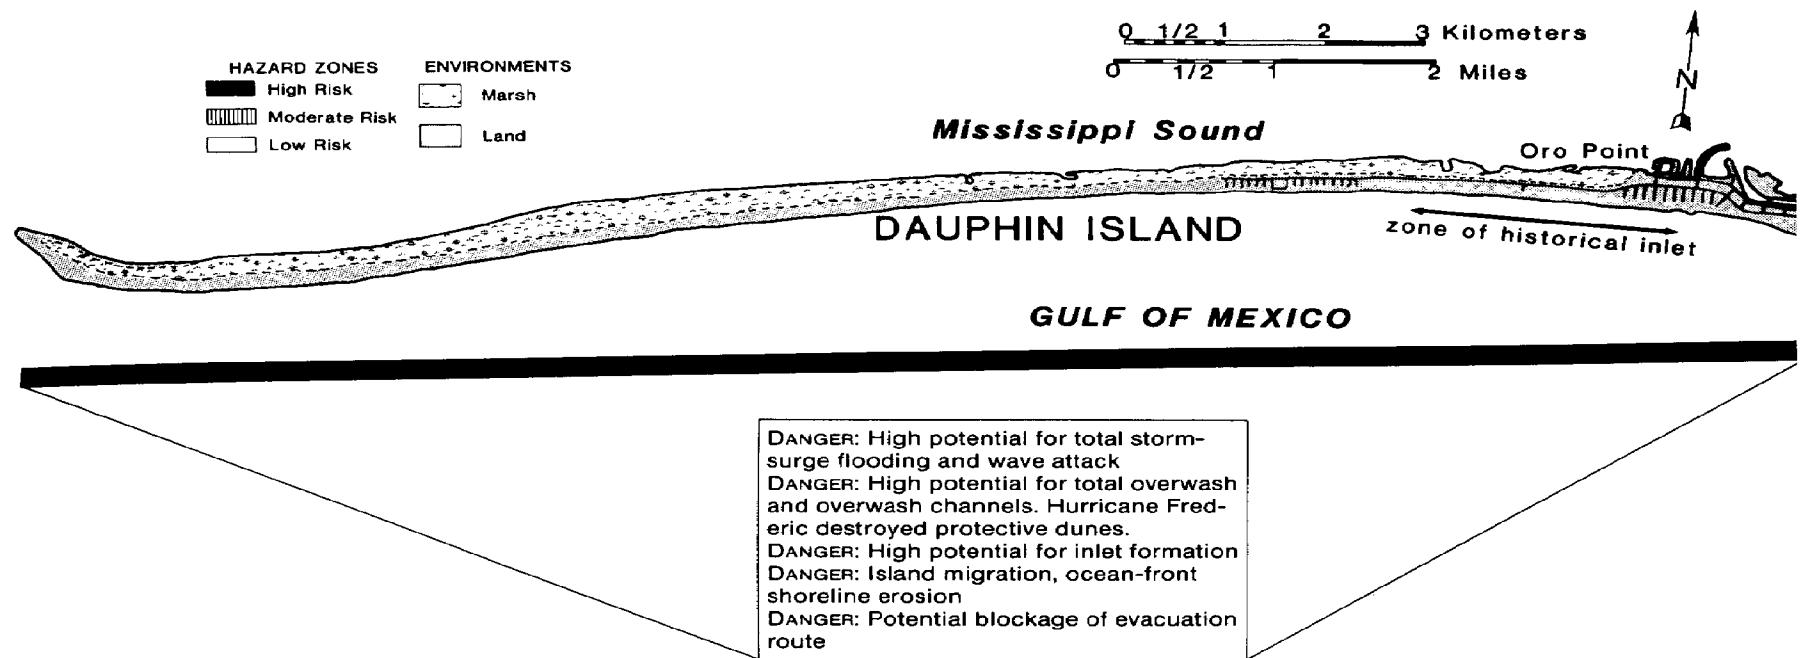 0 1/2 1 2 3 Kilometers
0 1/2 1 2 Miles
N
HAZARD ZONES
High Risk
Moderate Risk
Low Risk
ENVIRONMENTS
Marsh
Land
Mississippi Sound
Oro Point
DAUPHIN ISLAND
zone of historical inlet
GULF OF MEXICO
DANGER: High potential for total storm-
surge flooding and wave attack
DANGER: High potential for total overwash
and overwash channels. Hurricane Fred-
eric destroyed protective dunes.
DANGER: High potential for inlet formation
DANGER: Island migration, ocean-front
shoreline erosion
DANGER: Potential blockage of evacuation
route